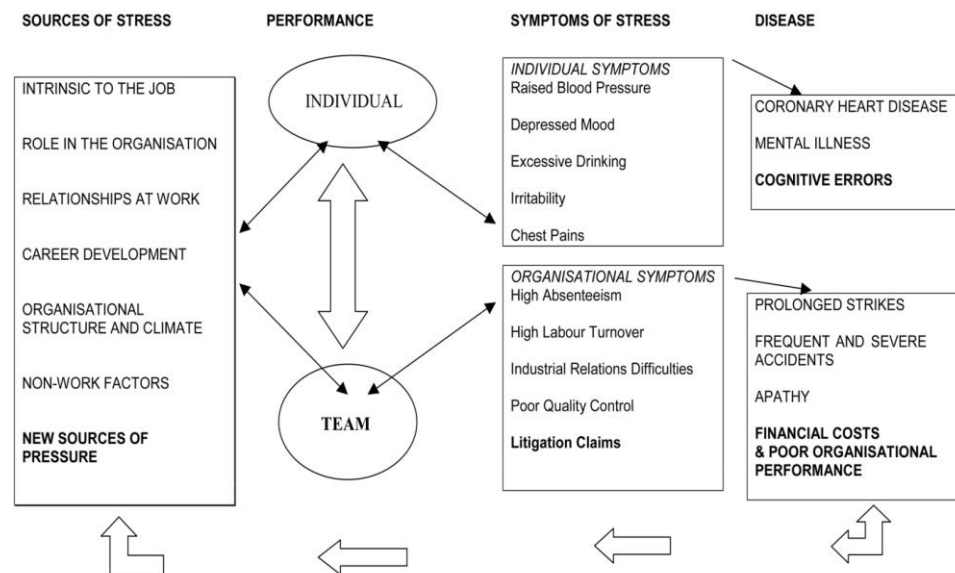 SOURCES OF STRESS
PERFORMANCE
SYMPTOMS OF STRESS
DISEASE
INTRINSIC TO THE JOB
ROLE IN THE ORGANISATION
RELATIONSHIPS AT WORK
CAREER DEVELOPMENT
ORGANISATIONAL
STRUCTURE AND CLIMATE
NON-WORK FACTORS
NEW SOURCES OF
PRESSURE
INDIVIDUAL
TEAM
INDIVIDUAL SYMPTOMS
Raised Blood Pressure
Depressed Mood
Excessive Drinking
Irritability
Chest Pains
ORGANISATIONAL SYMPTOMS
High Absenteeism
High Labour Turnover
Industrial Relations Difficulties
Poor Quality Control
Litigation Claims
CORONARY HEART DISEASE
MENTAL ILLNESS
COGNITIVE ERRORS
PROLONGED STRIKES
FREQUENT AND SEVERE
ACCIDENTS
APATHY
FINANCIAL COSTS
& POOR ORGANISATIONAL
PERFORMANCE